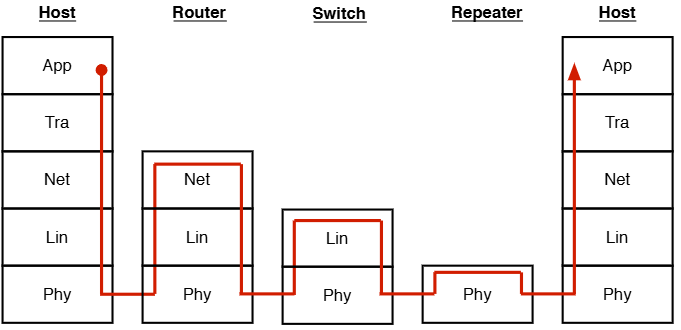 Host Router Switch Repeater Host
App App
Tra Tra
Net Net Net
Lin Lin Lin Lin
Phy Phy Phy Phy Phy